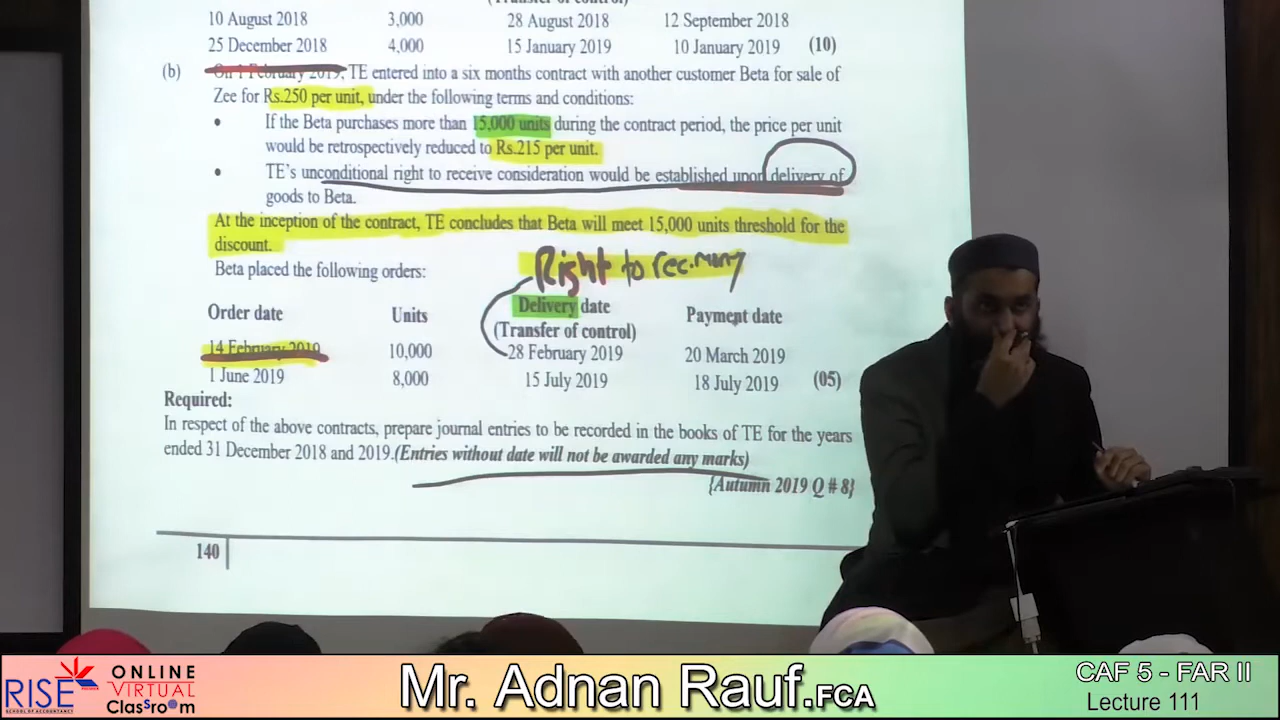 (Transfer of control)
10 August 2018 3,000 28 August 2018 12 September 2018
25 December 2018 4,000 15 January 2019 10 January 2019 (10)
(b) On 1 February 2019, TE entered into a six months contract with another customer Beta for sale of
Zee for Rs.250 per unit, under the following terms and conditions:
• If the Beta purchases more than 15,000 units during the contract period, the price per unit
would be retrospectively reduced to Rs.215 per unit.
• TE's unconditional right to receive consideration would be established upon delivery of
goods to Beta.
At the inception of the contract, TE concludes that Beta will meet 15,000 units threshold for the
discount.
Beta placed the following orders:
Right to rec.
Order date Units Delivery date Payment date
(Transfer of control)
14 February 2019 10,000 28 February 2019 20 March 2019
1 June 2019 8,000 15 July 2019 18 July 2019 (05)
Required:
In respect of the above contracts, prepare journal entries to be recorded in the books of TE for the years
ended 31 December 2018 and 2019.(Entries without date will not be awarded any marks)
{Autumn 2019 Q # 8}
140
RISE
SCHOOL OF ACCOUNTANCY
ONLINE
VIRTUAL
ClassrOOm
Mr. Adnan Rauf.FCA
CAF 5 - FAR II
Lecture 111